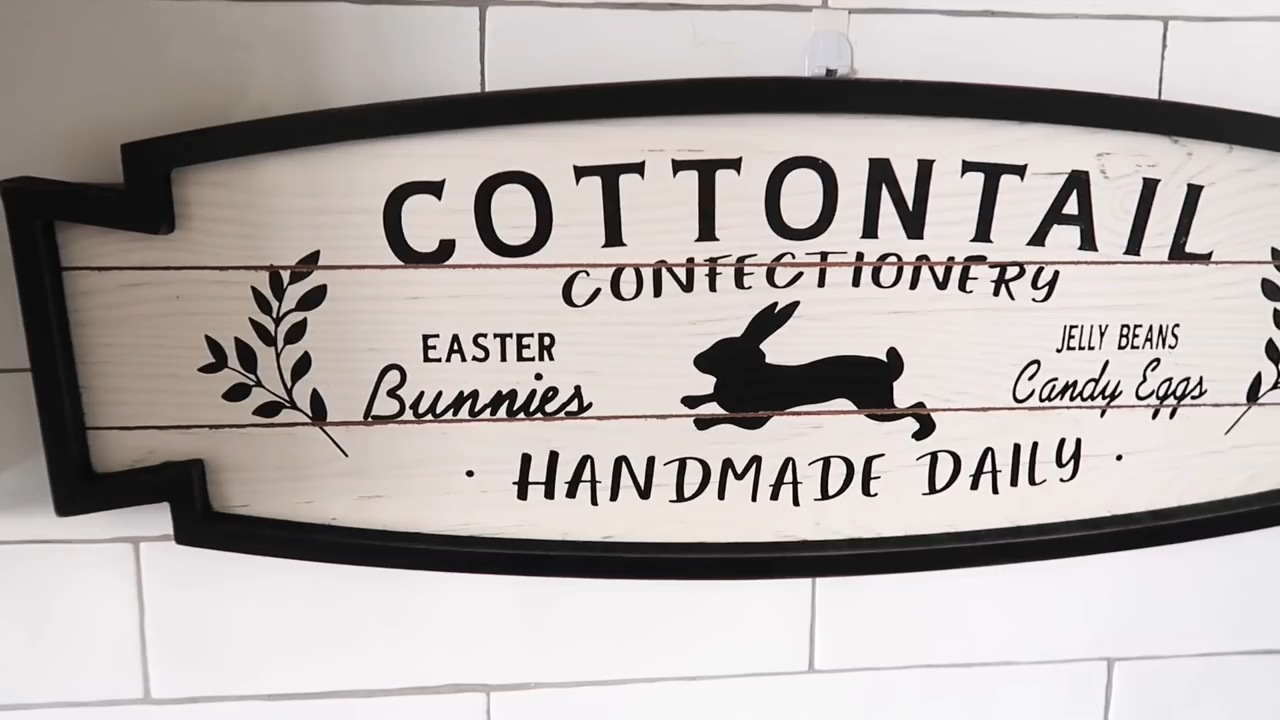 COTTONTAIL
CONFECTIONERY
EASTER
Bunnies
JELLY BEANS
Candy Eggs
· HANDMADE DAILY ·